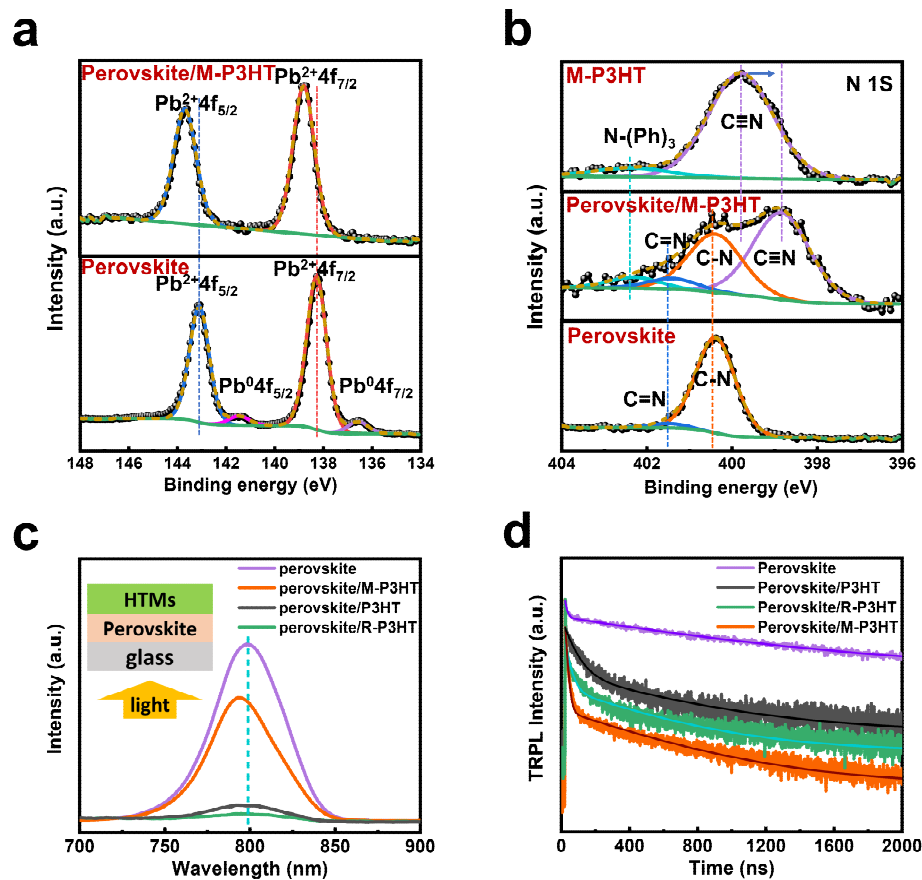 a
Perovskite/M-P3HT
Pb²⁺4f₅/₂
Pb²⁺4f₇/₂
Perovskite
Pb²⁺4f₅/₂
Pb²⁺4f₇/₂
Pb⁰4f₅/₂
Pb⁰4f₇/₂
Intensity (a.u.)
148 146 144 142 140 138 136 134
Binding energy (eV)
b
M-P3HT
N 1S
N-(Ph)₃
C≡N
Perovskite/M-P3HT
C=N
C-N
C≡N
Perovskite
C=N
C-N
Intensity (a.u.)
404 402 400 398 396
Binding energy (eV)
c
perovskite
perovskite/M-P3HT
perovskite/P3HT
perovskite/R-P3HT
HTMs
Perovskite
glass
light
Intensity (a.u.)
700 750 800 850 900
Wavelength (nm)
d
Perovskite
Perovskite/P3HT
Perovskite/R-P3HT
Perovskite/M-P3HT
TRPL Intensity (a.u.)
0 400 800 1200 1600 2000
Time (ns)